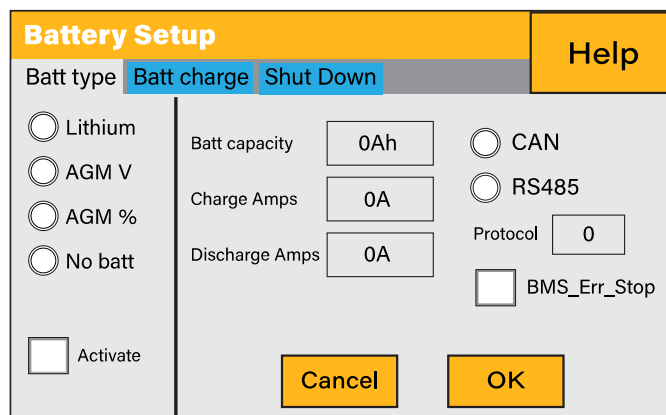 Battery Setup
Help
Batt type Batt charge Shut Down
Lithium
AGM V
AGM %
No batt
Activate
Batt capacity 0Ah
Charge Amps 0A
Discharge Amps 0A
CAN
RS485
Protocol 0
BMS_Err_Stop
Cancel OK